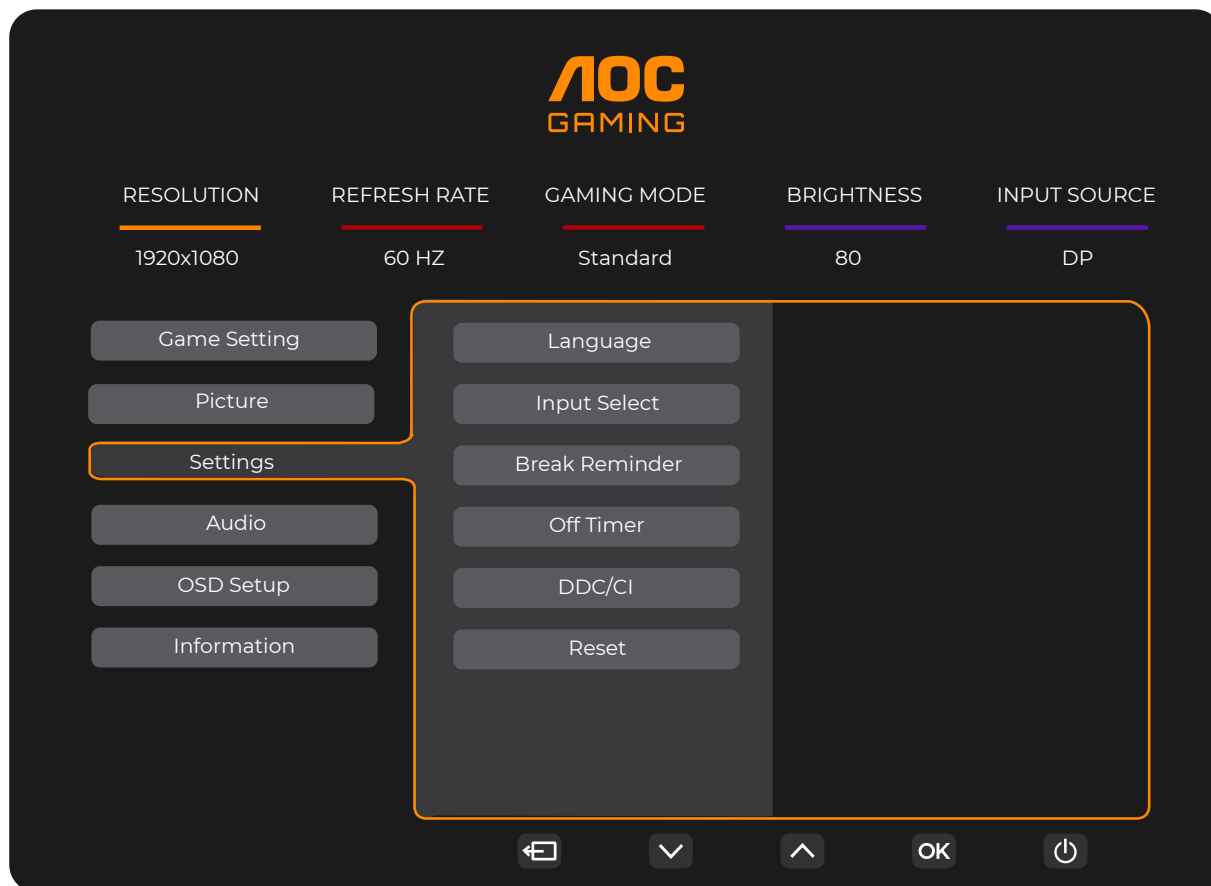 AOC
GAMING
RESOLUTION REFRESH RATE GAMING MODE BRIGHTNESS INPUT SOURCE
1920x1080 60 HZ Standard 80 DP
Game Setting
Picture
Settings
Audio
OSD Setup
Information
Language
Input Select
Break Reminder
Off Timer
DDC/CI
Reset
OK